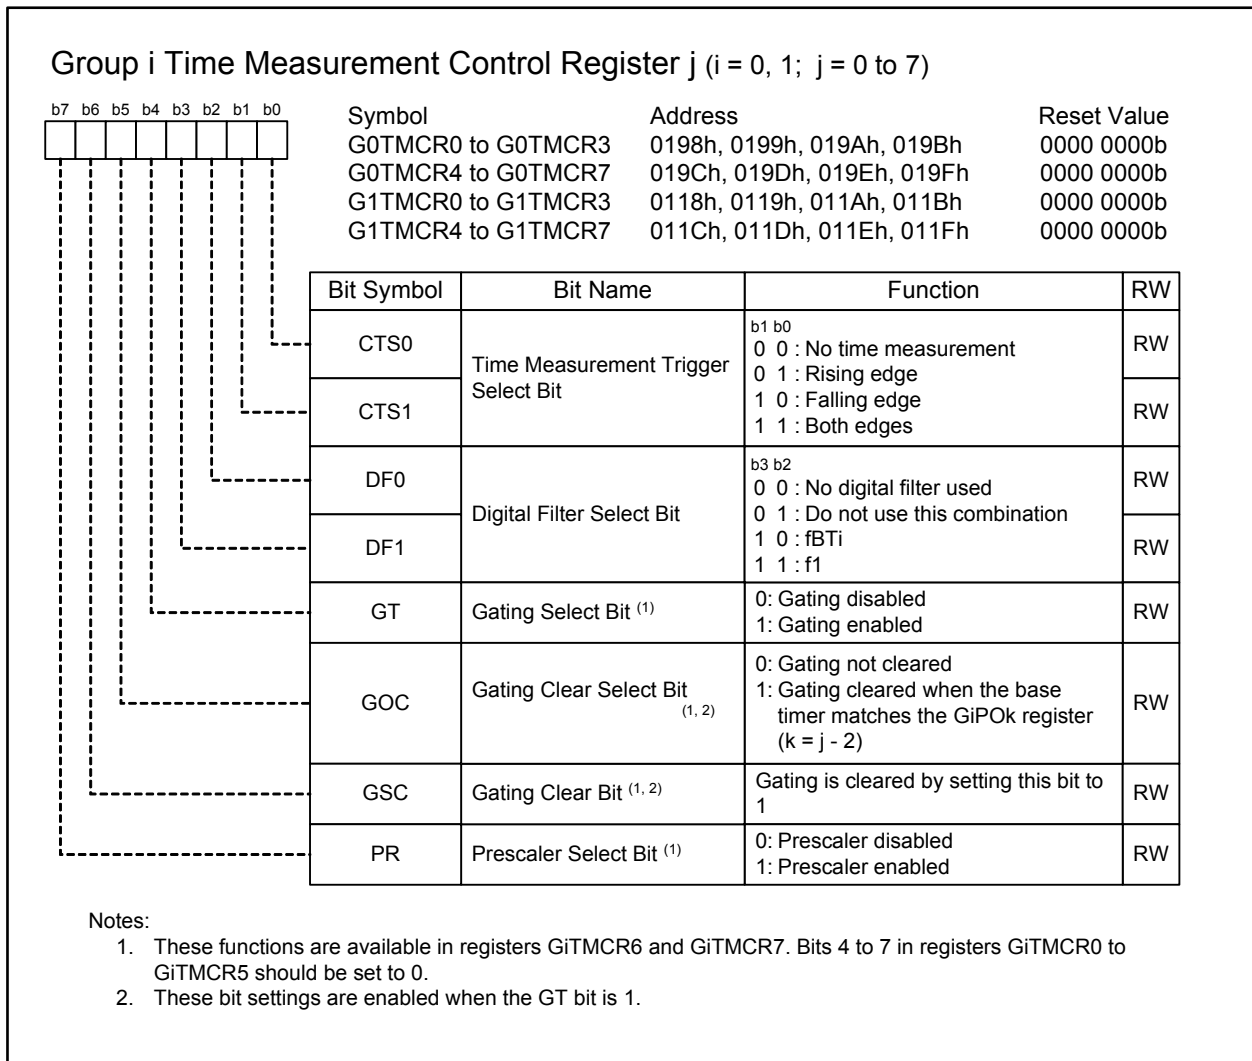 Group i Time Measurement Control Register j (i = 0, 1; j = 0 to 7)
b7 b6 b5 b4 b3 b2 b1 b0
Symbol Address Reset Value
G0TMCR0 to G0TMCR3 0198h, 0199h, 019Ah, 019Bh 0000 0000b
G0TMCR4 to G0TMCR7 019Ch, 019Dh, 019Eh, 019Fh 0000 0000b
G1TMCR0 to G1TMCR3 0118h, 0119h, 011Ah, 011Bh 0000 0000b
G1TMCR4 to G1TMCR7 011Ch, 011Dh, 011Eh, 011Fh 0000 0000b
Bit Symbol Bit Name Function RW
CTS0 RW
CTS1 RW
Time Measurement Trigger
Select Bit
b1 b0
0 0 : No time measurement
0 1 : Rising edge
1 0 : Falling edge
1 1 : Both edges
DF0 RW
DF1 RW
Digital Filter Select Bit
b3 b2
0 0 : No digital filter used
0 1 : Do not use this combination
1 0 : fBTi
1 1 : f1
GT Gating Select Bit (1) RW
0: Gating disabled
1: Gating enabled
GOC Gating Clear Select Bit RW
(1, 2)
0: Gating not cleared
1: Gating cleared when the base
timer matches the GiPOk register
(k = j - 2)
GSC Gating Clear Bit (1, 2) RW
Gating is cleared by setting this bit to
1
PR Prescaler Select Bit (1) RW
0: Prescaler disabled
1: Prescaler enabled
Notes:
1. These functions are available in registers GiTMCR6 and GiTMCR7. Bits 4 to 7 in registers GiTMCR0 to
GiTMCR5 should be set to 0.
2. These bit settings are enabled when the GT bit is 1.